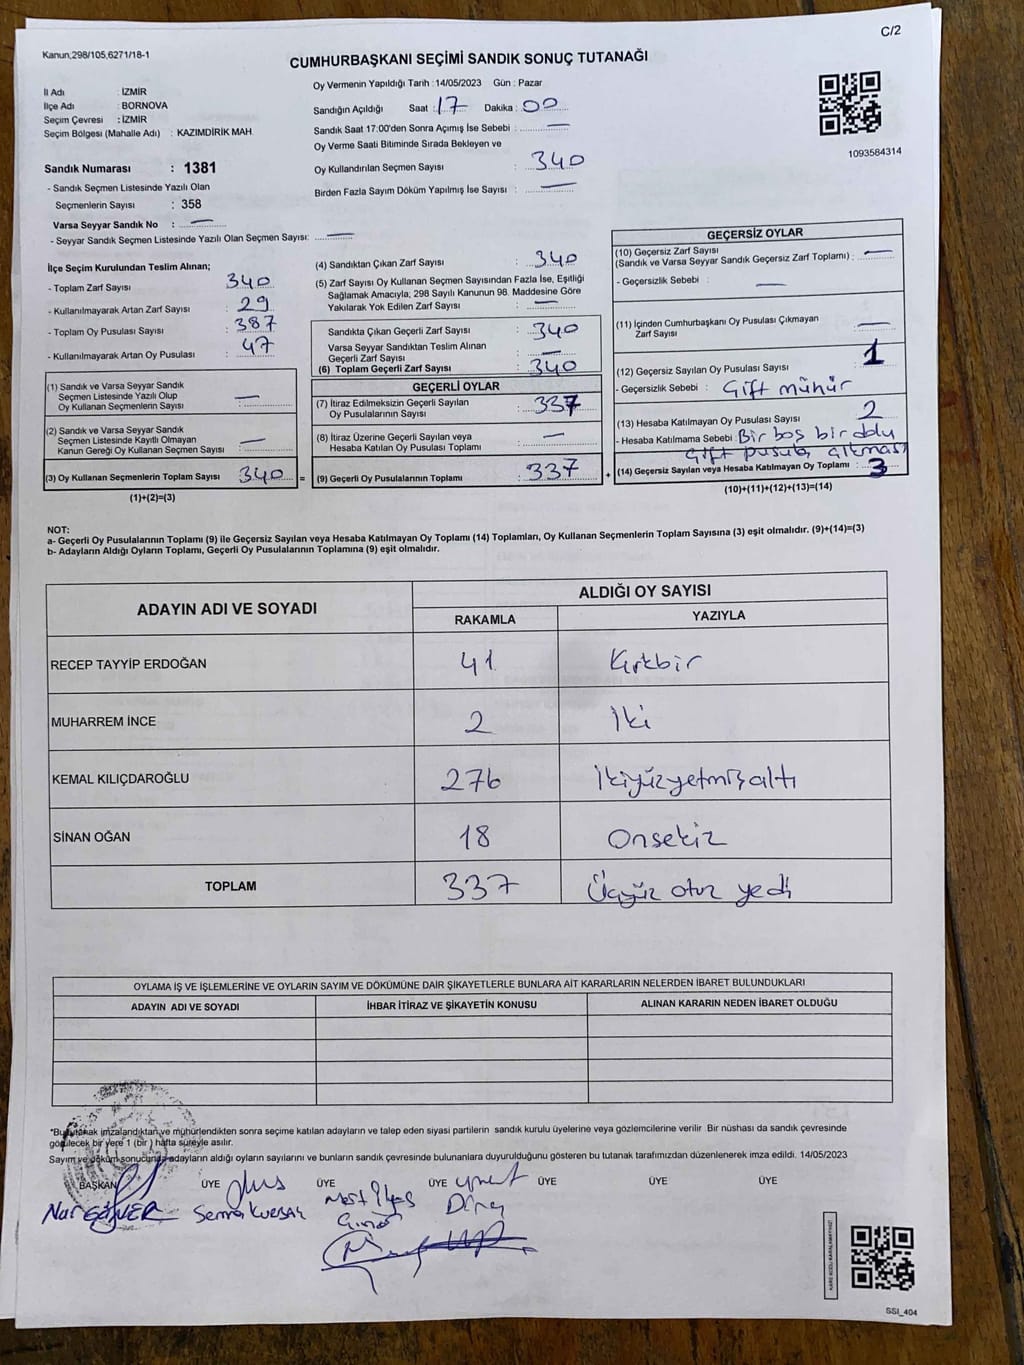 C/2
Kanun;298/105,6271/18-1
CUMHURBAŞKANI SEÇİMİ SANDIK SONUÇ TUTANAĞI
İl Adı : İZMİR
İlçe Adı : BORNOVA
Seçim Çevresi : İZMİR
Seçim Bölgesi (Mahalle Adı) : KAZIMDİRİK MAH.
Oy Vermenin Yapıldığı Tarih :14/05/2023 Gün : Pazar
Sandığın Açıldığı Saat : 17 Dakika : 00
Sandık Saat 17:00'den Sonra Açımış İse Sebebi : —
Oy Verme Saati Bitiminde Sırada Bekleyen ve
Oy Kullandırılan Seçmen Sayısı : 340
Birden Fazla Sayım Döküm Yapılmış İse Sayısı : —
1093584314
Sandık Numarası : 1381
- Sandık Seçmen Listesinde Yazılı Olan
Seçmenlerin Sayısı : 358
Varsa Seyyar Sandık No : —
- Seyyar Sandık Seçmen Listesinde Yazılı Olan Seçmen Sayısı: —
İlçe Seçim Kurulundan Teslim Alınan;
- Toplam Zarf Sayısı : 340
- Kullanılmayarak Artan Zarf Sayısı : 29
- Toplam Oy Pusulası Sayısı : 387
- Kullanılmayarak Artan Oy Pusulası : 47
(1) Sandık ve Varsa Seyyar Sandık
Seçmen Listesinde Yazılı Olup
Oy Kullanan Seçmenlerin Sayısı : —
(2) Sandık ve Varsa Seyyar Sandık
Seçmen Listesinde Kayıtlı Olmayan
Kanun Gereği Oy Kullanan Seçmen Sayısı : —
(3) Oy Kullanan Seçmenlerin Toplam Sayısı : 340 =
(1)+(2)=(3)
(4) Sandıktan Çıkan Zarf Sayısı : 340
(5) Zarf Sayısı Oy Kullanan Seçmen Sayısından Fazla İse, Eşitliği
Sağlamak Amacıyla, 298 Sayılı Kanunun 98. Maddesine Göre
Yakılarak Yok Edilen Zarf Sayısı : —
Sandıkta Çıkan Geçerli Zarf Sayısı : 340
Varsa Seyyar Sandıktan Teslim Alınan
Geçerli Zarf Sayısı : —
(6) Toplam Geçerli Zarf Sayısı : 340
GEÇERLİ OYLAR
(7) İtiraz Edilmeksizin Geçerli Sayılan
Oy Pusulalarının Sayısı : 337
(8) İtiraz Üzerine Geçerli Sayılan veya
Hesaba Katılan Oy Pusulası Toplamı : —
(9) Geçerli Oy Pusulalarının Toplamı : 337 +
GEÇERSİZ OYLAR
(10) Geçersiz Zarf Sayısı
(Sandık ve Varsa Seyyar Sandık Geçersiz Zarf Toplamı) : —
- Geçersizlik Sebebi : —
(11) İçinden Cumhurbaşkanı Oy Pusulası Çıkmayan
Zarf Sayısı : —
(12) Geçersiz Sayılan Oy Pusulası Sayısı : 1
- Geçersizlik Sebebi : Çift mühür
(13) Hesaba Katılmayan Oy Pusulası Sayısı : 2
- Hesaba Katılmama Sebebi : Bir boş bir dolu
Çift pusula çıkması
(14) Geçersiz Sayılan veya Hesaba Katılmayan Oy Toplamı : 3
(10)+(11)+(12)+(13)=(14)
NOT:
a- Geçerli Oy Pusulalarının Toplamı (9) ile Geçersiz Sayılan veya Hesaba Katılmayan Oy Toplamı (14) Toplamları, Oy Kullanan Seçmenlerin Toplam Sayısına (3) eşit olmalıdır. (9)+(14)=(3)
b- Adayların Aldığı Oyların Toplamı, Geçerli Oy Pusulalarının Toplamına (9) eşit olmalıdır.
ADAYIN ADI VE SOYADI ALDIĞI OY SAYISI
RAKAMLA YAZIYLA
RECEP TAYYİP ERDOĞAN 41 Kırkbir
MUHARREM İNCE 2 İki
KEMAL KILIÇDAROĞLU 276 İkiyüzyetmişaltı
SİNAN OĞAN 18 Onsekiz
TOPLAM 337 Üçyüz otuz yedi
OYLAMA İŞ VE İŞLEMLERİNE VE OYLARIN SAYIM VE DÖKÜMÜNE DAİR ŞİKAYETLERLE BUNLARA AİT KARARLARIN NELERDEN İBARET BULUNDUKLARI
ADAYIN ADI VE SOYADI İHBAR İTİRAZ VE ŞİKAYETİN KONUSU ALINAN KARARIN NEDEN İBARET OLDUĞU
*Bu tutanak imzalandıktan ve mühürlendikten sonra seçime katılan adayların ve talep eden siyasi partilerin sandık kurulu üyelerine veya gözlemcilerine verilir. Bir nüshası da sandık çevresinde
görülecek bir yere 1 (bir) hafta süreyle asılır.
Sayım ve döküm sonucunda adayların aldığı oyların sayılarını ve bunların sandık çevresinde bulunanlara duyurulduğunu gösteren bu tutanak tarafımızdan düzenlenerek imza edildi. 14/05/2023
BAŞKAN ÜYE ÜYE ÜYE ÜYE ÜYE ÜYE
Nur Semra
KARE KODU KARALAMAYINIZ!
SSI_404